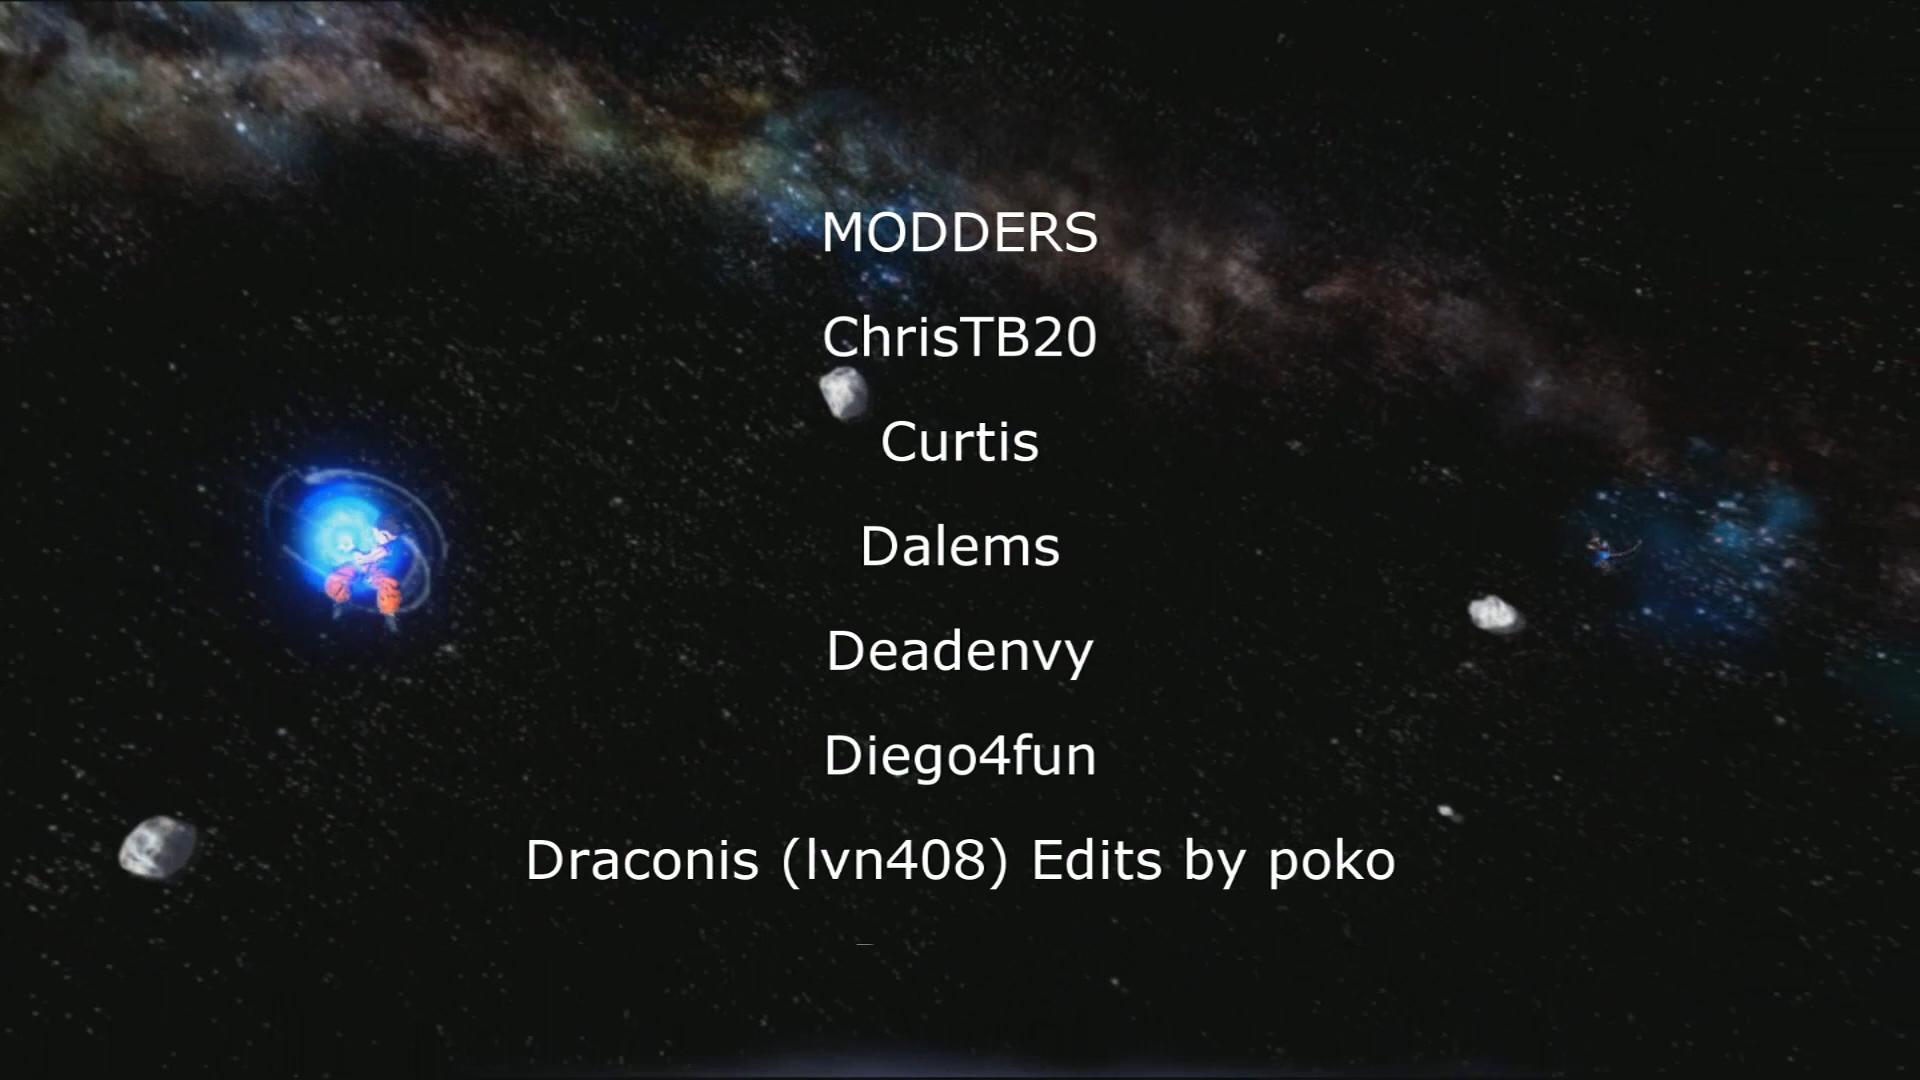 MODDERS
ChrisTB20
Curtis
Dalems
Deadenvy
Diego4fun
Draconis (lvn408) Edits by poko